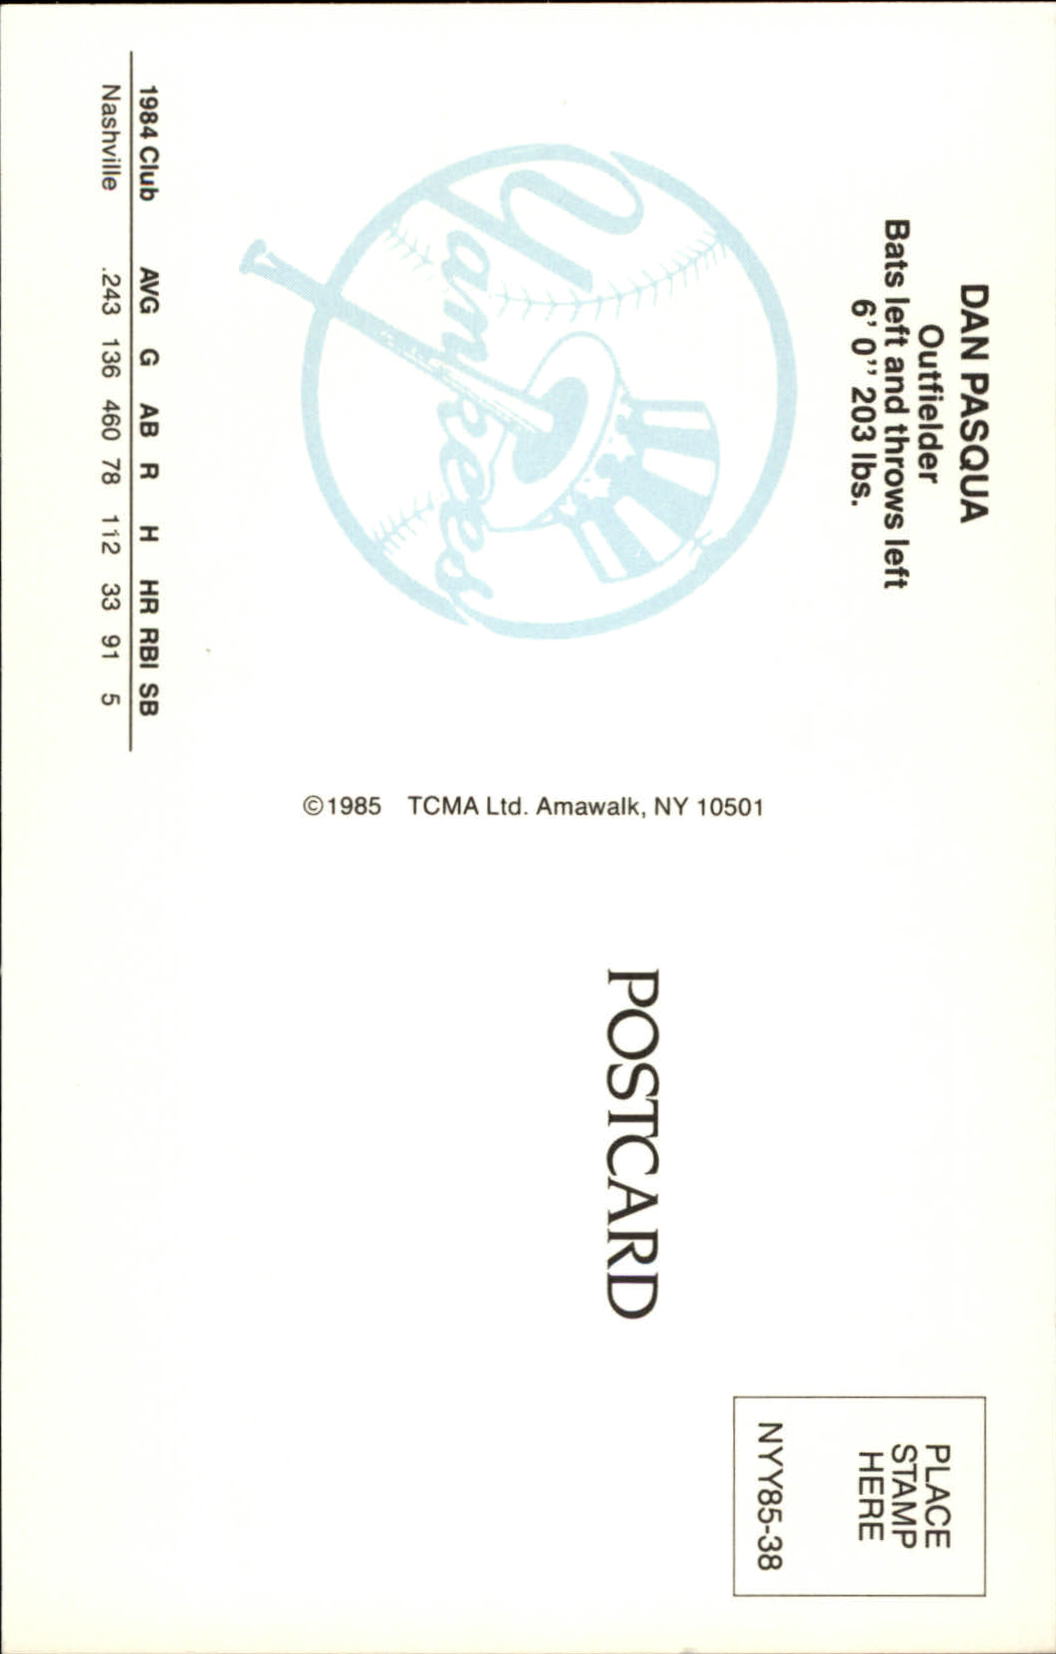 DAN PASQUA
Outfielder
Bats left and throws left
6' 0'' 203 lbs.
Yankees
1984 Club AVG G AB R H HR RBI SB
Nashville .243 136 460 78 112 33 91 5
©1985 TCMA Ltd. Amawalk, NY 10501
POSTCARD
PLACE
STAMP
HERE
NYY85-38